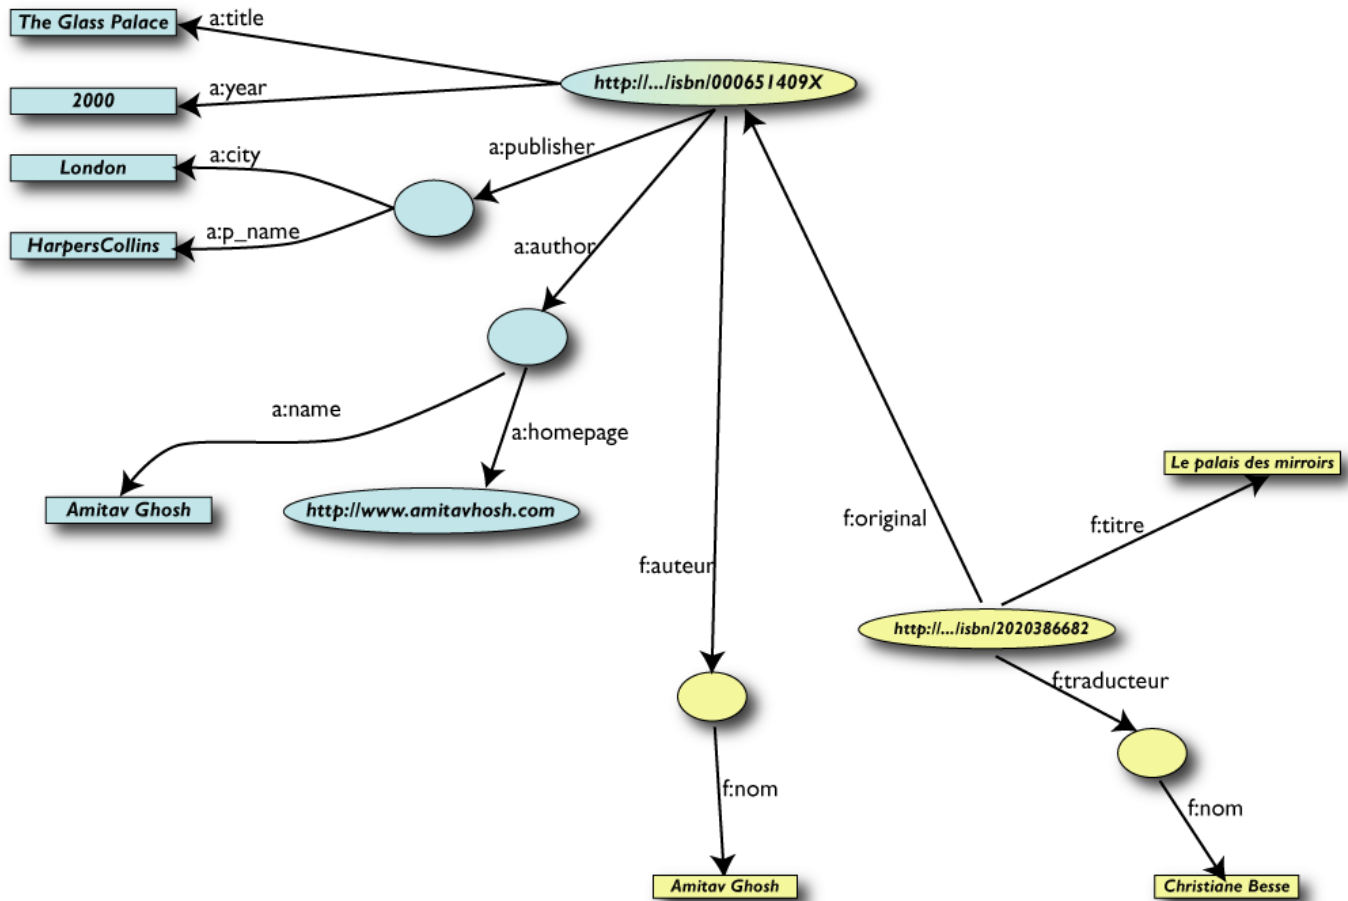 The Glass Palace
a:title
http://.../isbn/000651409X
2000
a:year
a:publisher
London
a:city
HarpersCollins
a:p_name
a:author
a:name
a:homepage
Amitav Ghosh
http://www.amitavhosh.com
Le palais des mirroirs
f:original
f:titre
f:auteur
http://.../isbn/2020386682
f:traducteur
f:nom
f:nom
Amitav Ghosh
Christiane Besse